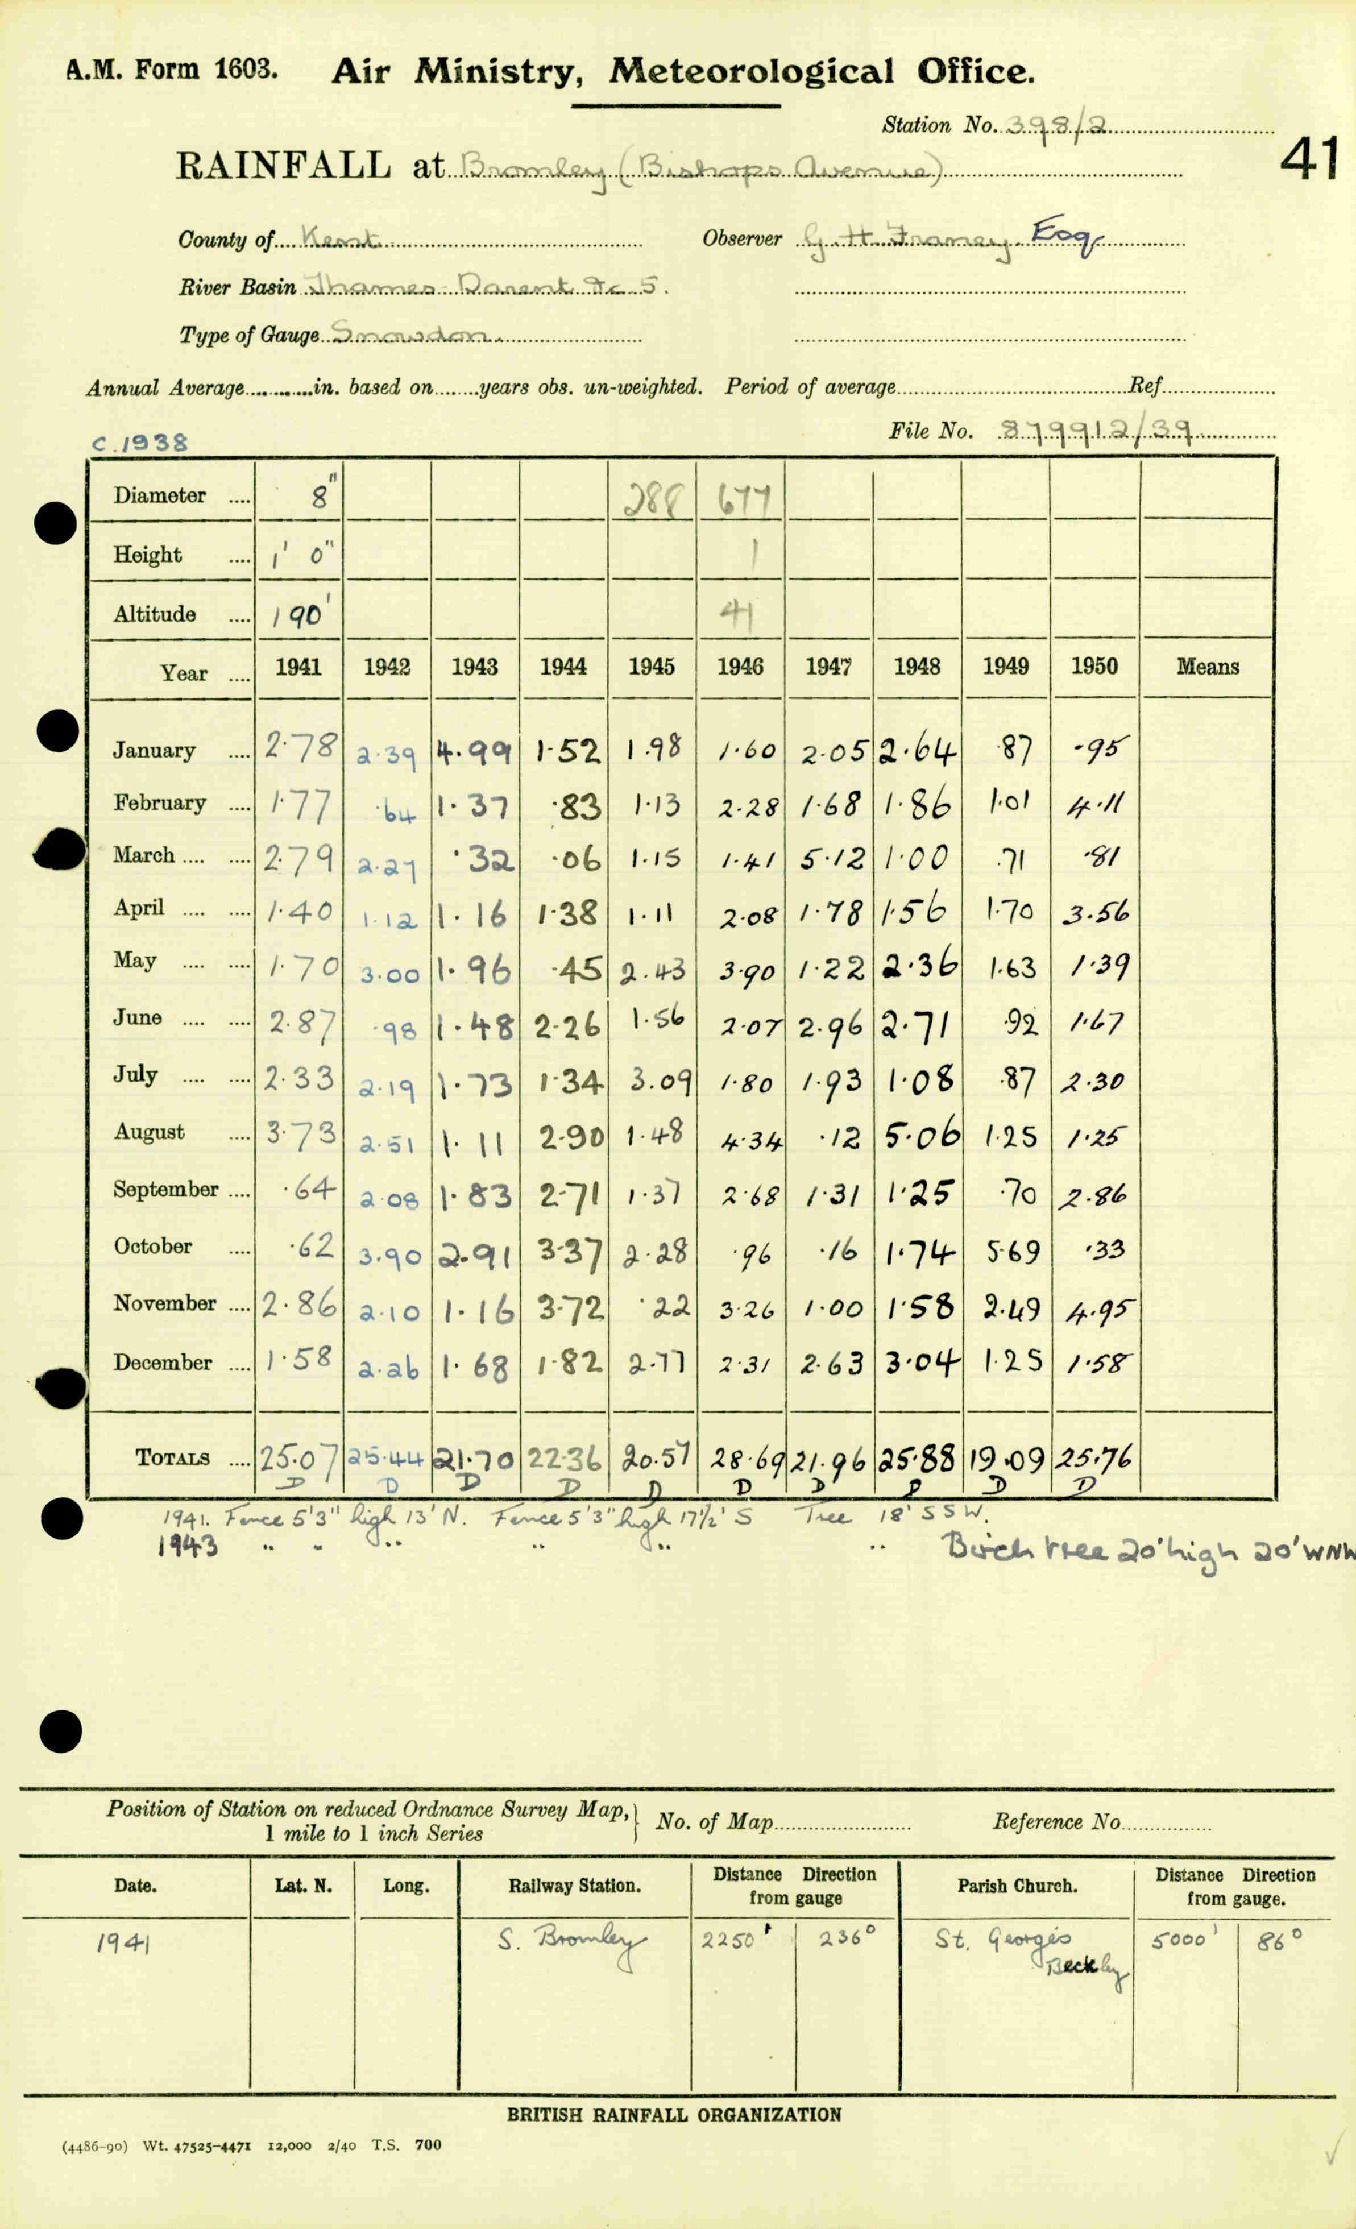 A.M. Form 1603. Air Ministry, Meteorological Office.
Station No. 398/2
41
RAINFALL at Bromley (Bishops Avenue)
County of Kent Observer G. H. Franey Esq
River Basin Thames Darent &c 5.
Type of Gauge Snowdon.
Annual Average in. based on years obs. un-weighted. Period of average Ref
File No. 879912/39
C.1938
Diameter .... 8" 288 677
Height .... 1' 0" 1
Altitude .... 190' 41
Year .... 1941 1942 1943 1944 1945 1946 1947 1948 1949 1950 Means
January .... 2.78 2.39 4.99 1.52 1.98 1.60 2.05 2.64 .87 .95
February .... 1.77 .64 1.37 .83 1.13 2.28 1.68 1.86 1.01 4.11
March .... .... 2.79 2.27 .32 .06 1.15 1.41 5.12 1.00 .71 .81
April .... .... 1.40 1.12 1.16 1.38 1.11 2.08 1.78 1.56 1.70 3.56
May .... .... 1.70 3.00 1.96 .45 2.43 3.90 1.22 2.36 1.63 1.39
June .... .... 2.87 .98 1.48 2.26 1.56 2.07 2.96 2.71 .92 1.67
July .... .... 2.33 2.19 1.73 1.34 3.09 1.80 1.93 1.08 .87 2.30
August .... 3.73 2.51 1.11 2.90 1.48 4.34 .12 5.06 1.25 1.25
September .... .64 2.08 1.83 2.71 1.37 2.68 1.31 1.25 .70 2.86
October .... .62 3.90 2.91 3.37 2.28 .96 .16 1.74 5.69 .33
November .... 2.86 2.10 1.16 3.72 .22 3.26 1.00 1.58 2.49 4.95
December .... 1.58 2.26 1.68 1.82 2.77 2.31 2.63 3.04 1.25 1.58
TOTALS .... 25.07 25.44 21.70 22.36 20.57 28.69 21.96 25.88 19.09 25.76
D D D D D D D D D D
1941. Fence 5'3" high 13' N. Fence 5'3" high 17½' S Tree 18' SSW.
1943 " " " " " " Birch tree 20' high 20' WNW
Position of Station on reduced Ordnance Survey Map, 1 mile to 1 inch Series } No. of Map Reference No.
Date. Lat. N. Long. Railway Station. Distance Direction from gauge Parish Church. Distance Direction from gauge.
1941 S. Bromley 2250' 236° St. Georges Beckley 5000' 86°
BRITISH RAINFALL ORGANIZATION
(4486-90) Wt. 47525-4471 12,000 2/40 T.S. 700